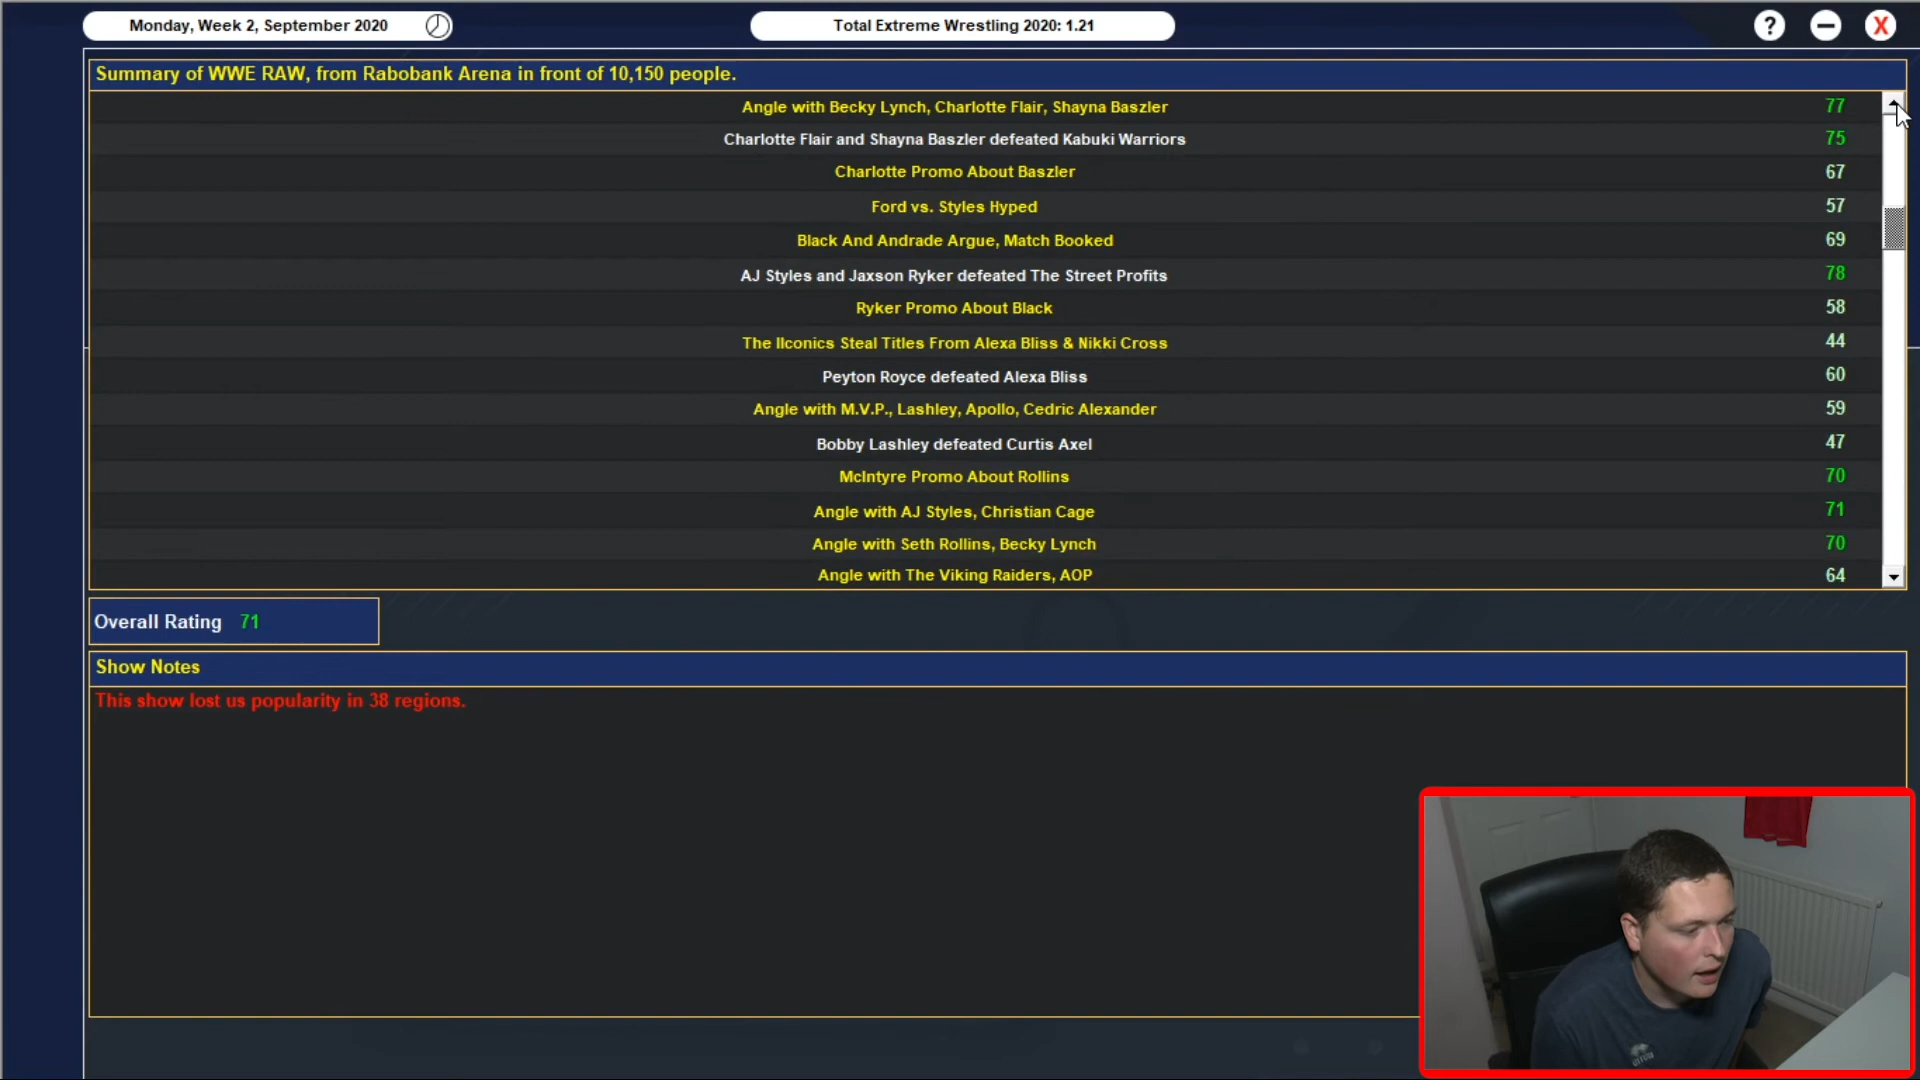 Monday, Week 2, September 2020
Total Extreme Wrestling 2020: 1.21
?
X
Summary of WWE RAW, from Rabobank Arena in front of 10,150 people.
Angle with Becky Lynch, Charlotte Flair, Shayna Baszler 77
Charlotte Flair and Shayna Baszler defeated Kabuki Warriors 75
Charlotte Promo About Baszler 67
Ford vs. Styles Hyped 57
Black And Andrade Argue, Match Booked 69
AJ Styles and Jaxson Ryker defeated The Street Profits 78
Ryker Promo About Black 58
The IIconics Steal Titles From Alexa Bliss & Nikki Cross 44
Peyton Royce defeated Alexa Bliss 60
Angle with M.V.P., Lashley, Apollo, Cedric Alexander 59
Bobby Lashley defeated Curtis Axel 47
McIntyre Promo About Rollins 70
Angle with AJ Styles, Christian Cage 71
Angle with Seth Rollins, Becky Lynch 70
Angle with The Viking Raiders, AOP 64
Overall Rating 71
Show Notes
This show lost us popularity in 38 regions.